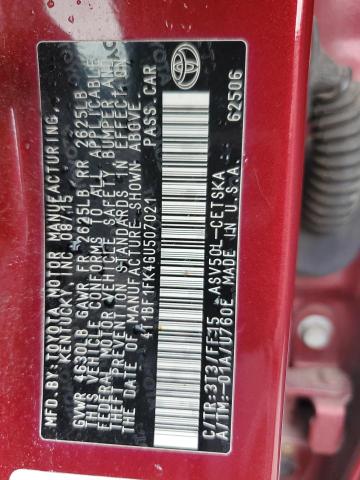 MFD. BY: TOYOTA MOTOR MANUFACTURING,
KENTUCKY, INC. 08/15
GVWR 4630LB GAWR FR 2625LB RR 2625LB
THIS VEHICLE CONFORMS TO ALL APPLICABLE
FEDERAL MOTOR VEHICLE SAFETY, BUMPER, AND
THEFT PREVENTION STANDARDS IN EFFECT ON
THE DATE OF MANUFACTURE SHOWN ABOVE.
4T1BF1FK4GU507021 PASS. CAR
C/TR:3T3/FF15 ASV50L-CETSKA
A/TM:-01A/U760E MADE IN U.S.A.
62506